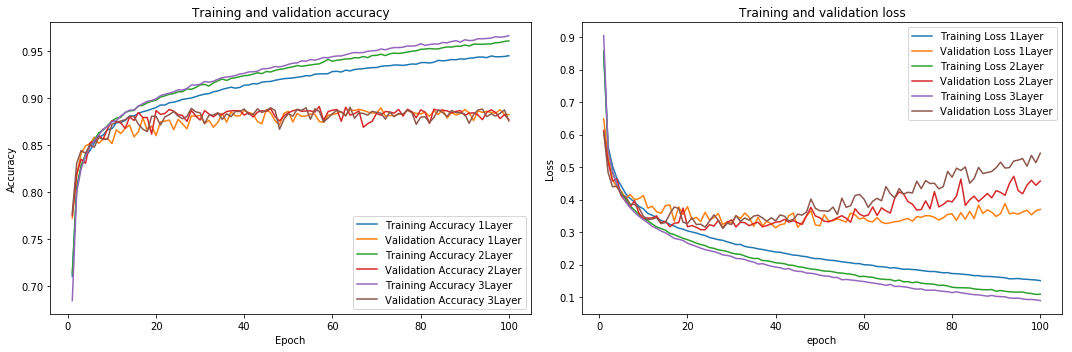 Training and validation accuracy
Accuracy
0.95
0.90
0.85
0.80
0.75
0.70
Training Accuracy 1Layer
Validation Accuracy 1Layer
Training Accuracy 2Layer
Validation Accuracy 2Layer
Training Accuracy 3Layer
Validation Accuracy 3Layer
0 20 40 60 80 100
Epoch
Training and validation loss
Loss
0.9
0.8
0.7
0.6
0.5
0.4
0.3
0.2
0.1
Training Loss 1Layer
Validation Loss 1Layer
Training Loss 2Layer
Validation Loss 2Layer
Training Loss 3Layer
Validation Loss 3Layer
0 20 40 60 80 100
epoch